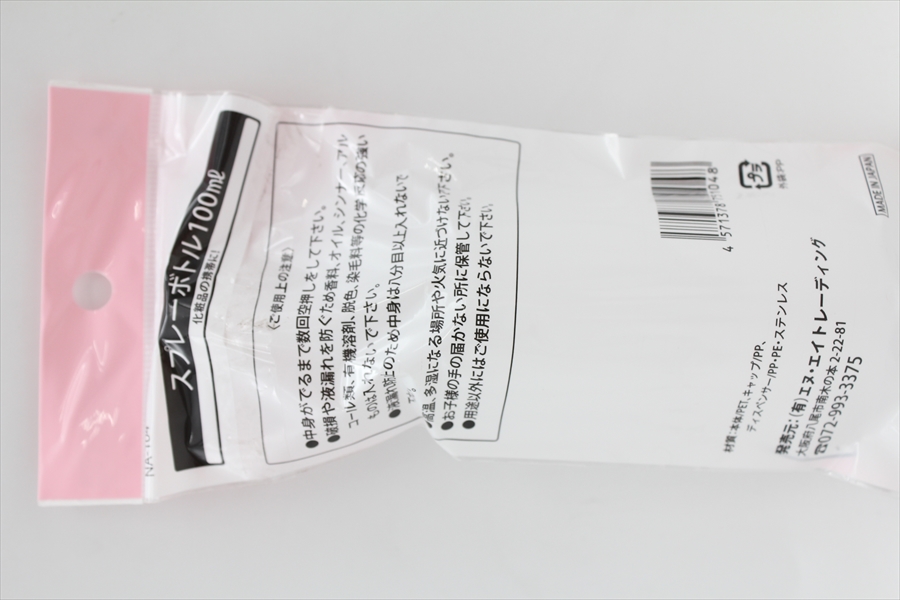 スプレーボトル100㎖
化粧品の携帯に!
〈ご使用上の注意〉
●中身がでるまで数回空押しをして下さい。
●破損や液漏れを防ぐため香料、オイル、シンナー、アル
コール類、有機溶剤、脱色、染毛料等の化学反応の強い
ものは入れないで下さい。
●液漏れ防止のため中身は八分目以上入れないで
下さい。
●高温、多湿になる場所や火気に近づけない下さい。
●お子様の手の届かない所に保管して下さい。
●用途以外にはご使用にならないで下さい。
4 571378 1048
プラ
外袋:PP
MADE IN JAPAN
材質:本体/PET、キャップ/PP、
ディスペンサー/PP・PE・ステンレス
発売元:(有)エヌ・エイトレーディング
大阪府八尾市南木の本2-22-81
☎072-993-3375